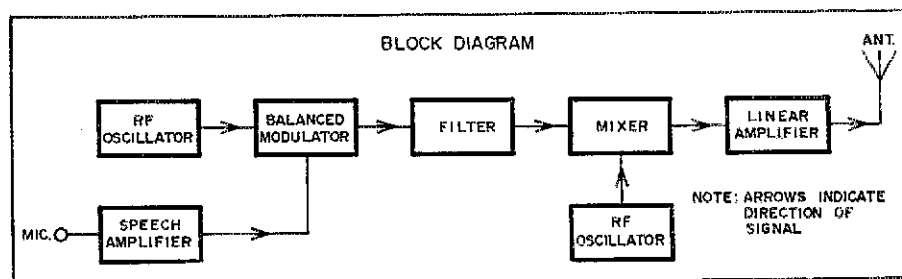 BLOCK DIAGRAM
ANT.
RF
OSCILLATOR
BALANCED
MODULATOR
FILTER
MIXER
LINEAR
AMPLIFIER
MIC.
SPEECH
AMPLIFIER
RF
OSCILLATOR
NOTE: ARROWS INDICATE
DIRECTION OF
SIGNAL